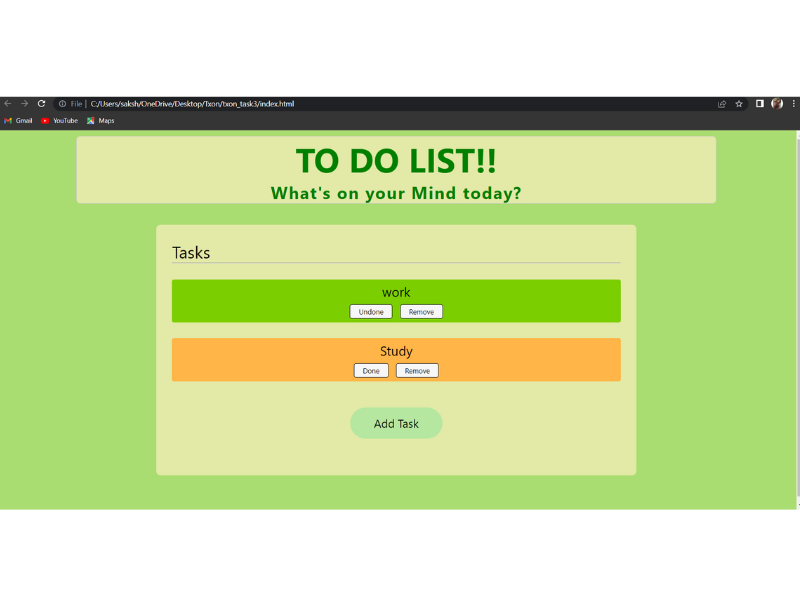 File | C:/Users/saksh/OneDrive/Desktop/Txon/txon_task3/index.html
Gmail YouTube Maps
TO DO LIST!!
What's on your Mind today?
Tasks
work
Undone Remove
Study
Done Remove
Add Task